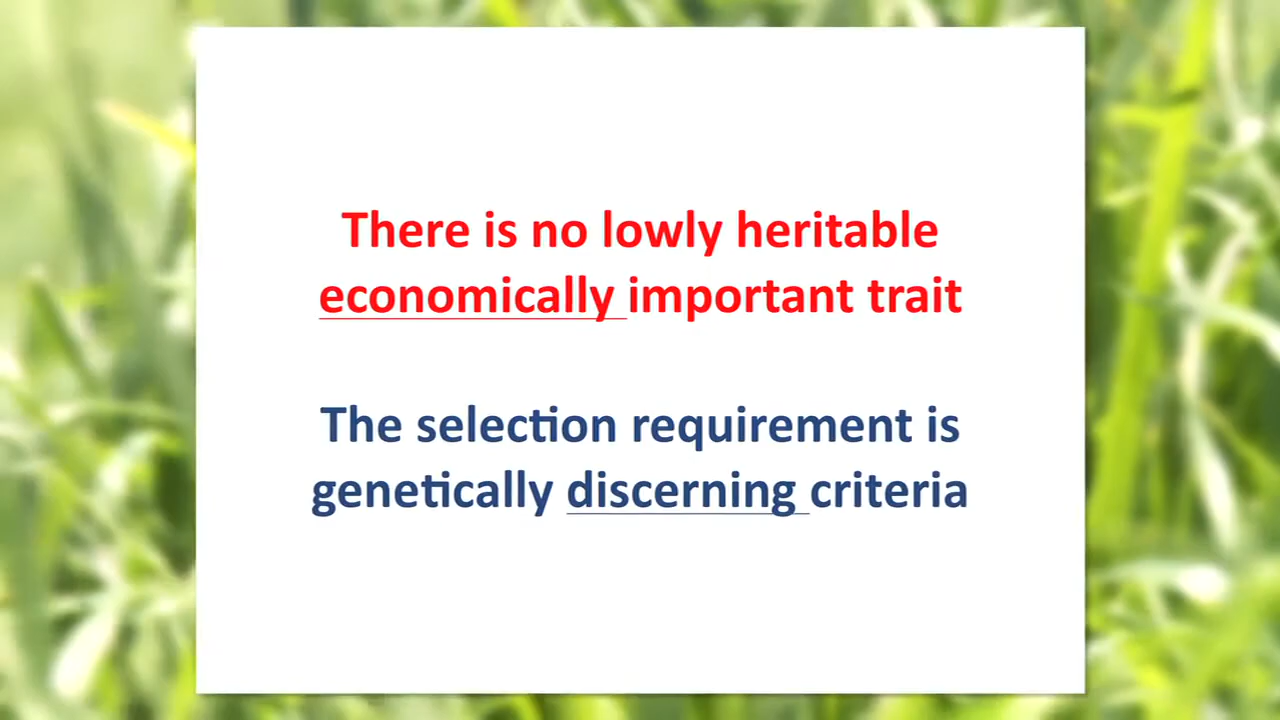 There is no lowly heritable
economically important trait
The selection requirement is
genetically discerning criteria